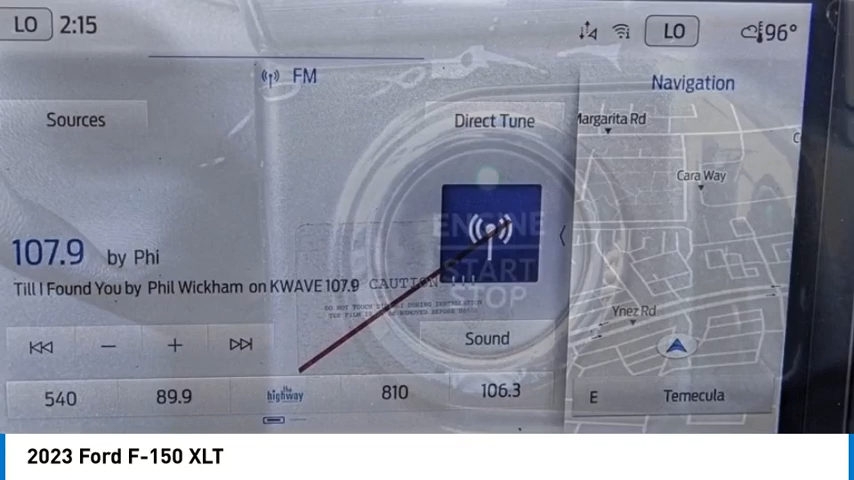 LO 2:15
LO 96°
FM
Navigation
Sources
Direct Tune
Margarita Rd
Cara Way
ENGINE
START
STOP
107.9 by Phi
Till I Found You by Phil Wickham on KWAVE 107.9
CAUTION!!!
Ynez Rd
Sound
540 89.9 the highway 810 106.3
E Temecula
2023 Ford F-150 XLT